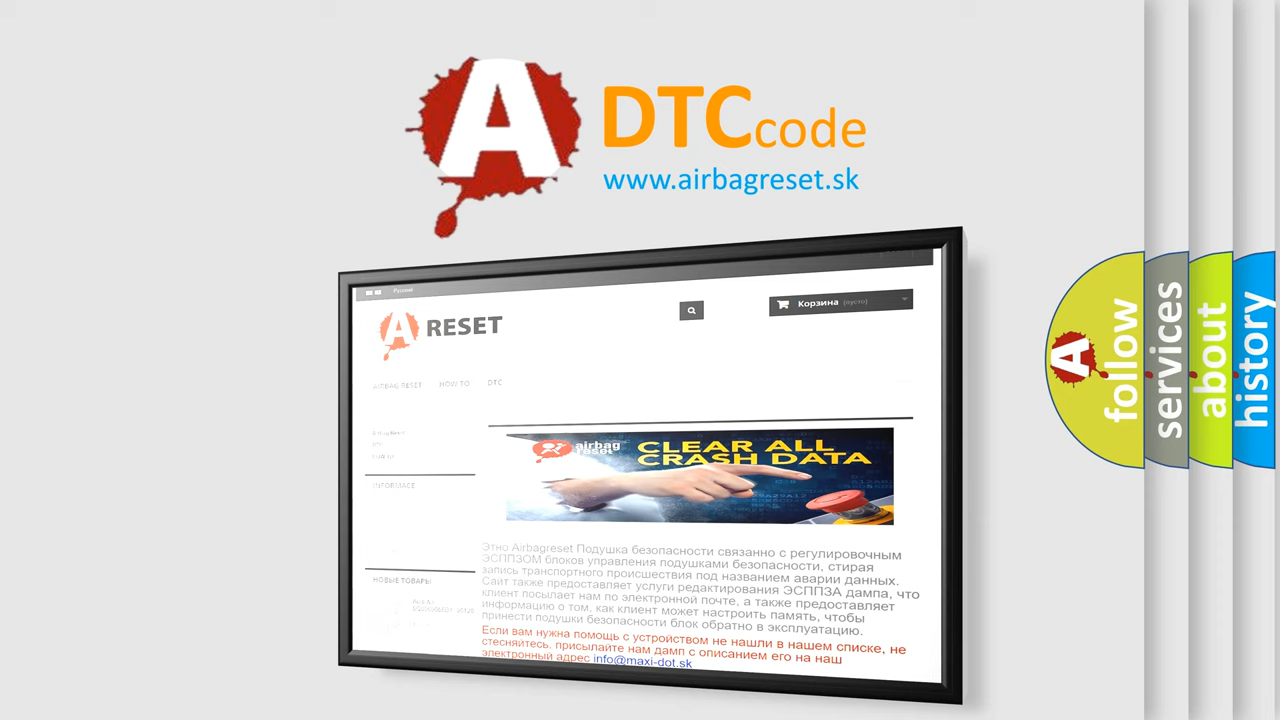 A DTCcode
www.airbagreset.sk
Русский
A RESET
Корзина (пусто)
AIRBAG RESET HOW TO DTC
Airbag Reset
DTC
INFORMACE
CLEAR ALL
airbag
reset
CRASH DATA
Этно Airbagreset Подушка безопасности связанно с регулировочным
ЭСППЗОМ блоков управления подушками безопасности, стирая
запись транспортного происшествия под названием аварии данных.
Сайт также предоставляет услуги редактирования ЭСППЗА дампа, что
клиент посылает нам по электронной почте, а также предоставляет
информацию о том, как клиент может настроить память, чтобы
принести подушки безопасности блок обратно в эксплуатацию.
Если вам нужна помощь с устройством не нашли в нашем списке, не
стесняйтесь, присылайте нам дамп с описанием его на наш
электронный адрес info@maxi-dot.sk
НОВЫЕ ТОВАРЫ
A follow
services
about
history